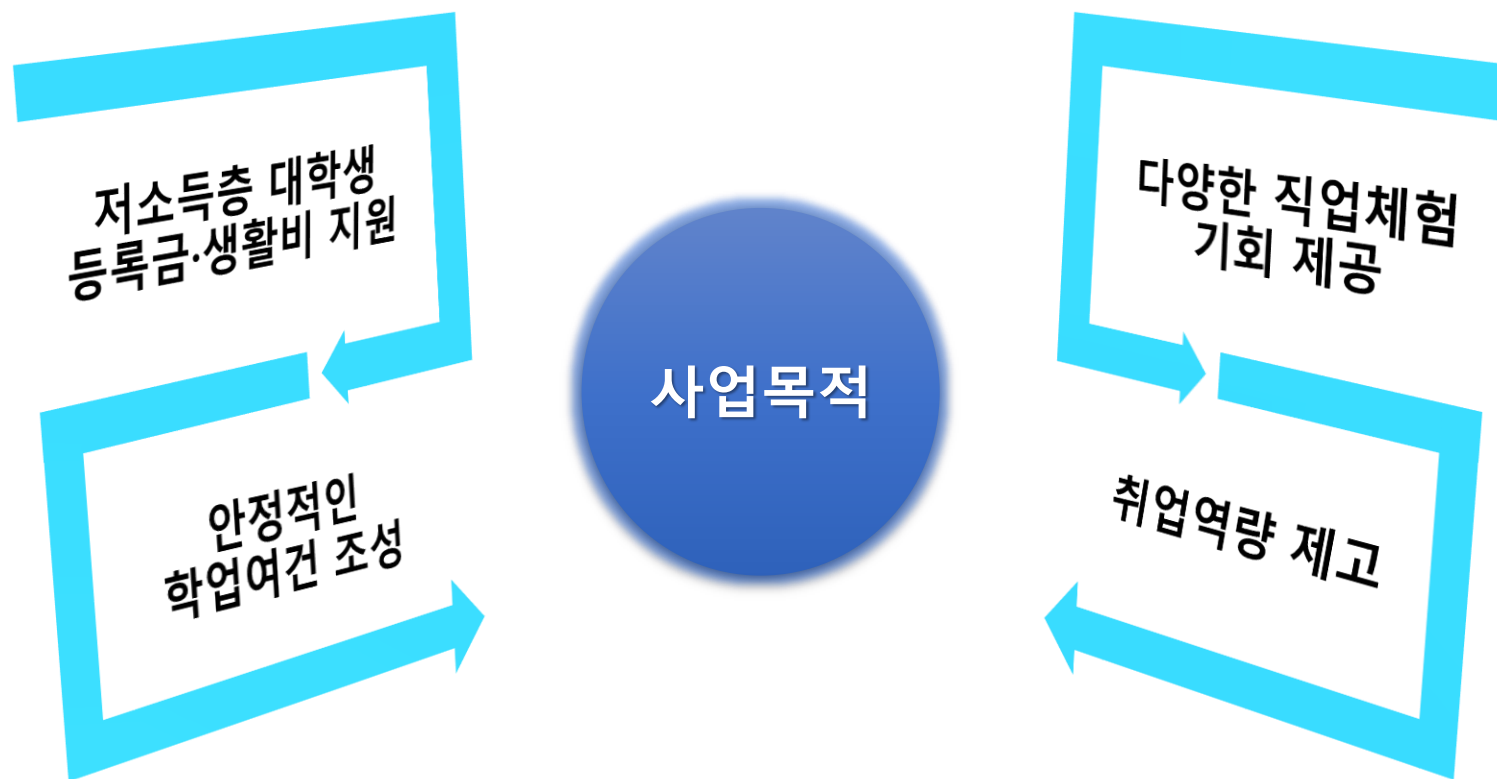 저소득층 대학생
등록금·생활비 지원
안정적인
학업여건 조성
사업목적
다양한 직업체험
기회 제공
취업역량 제고